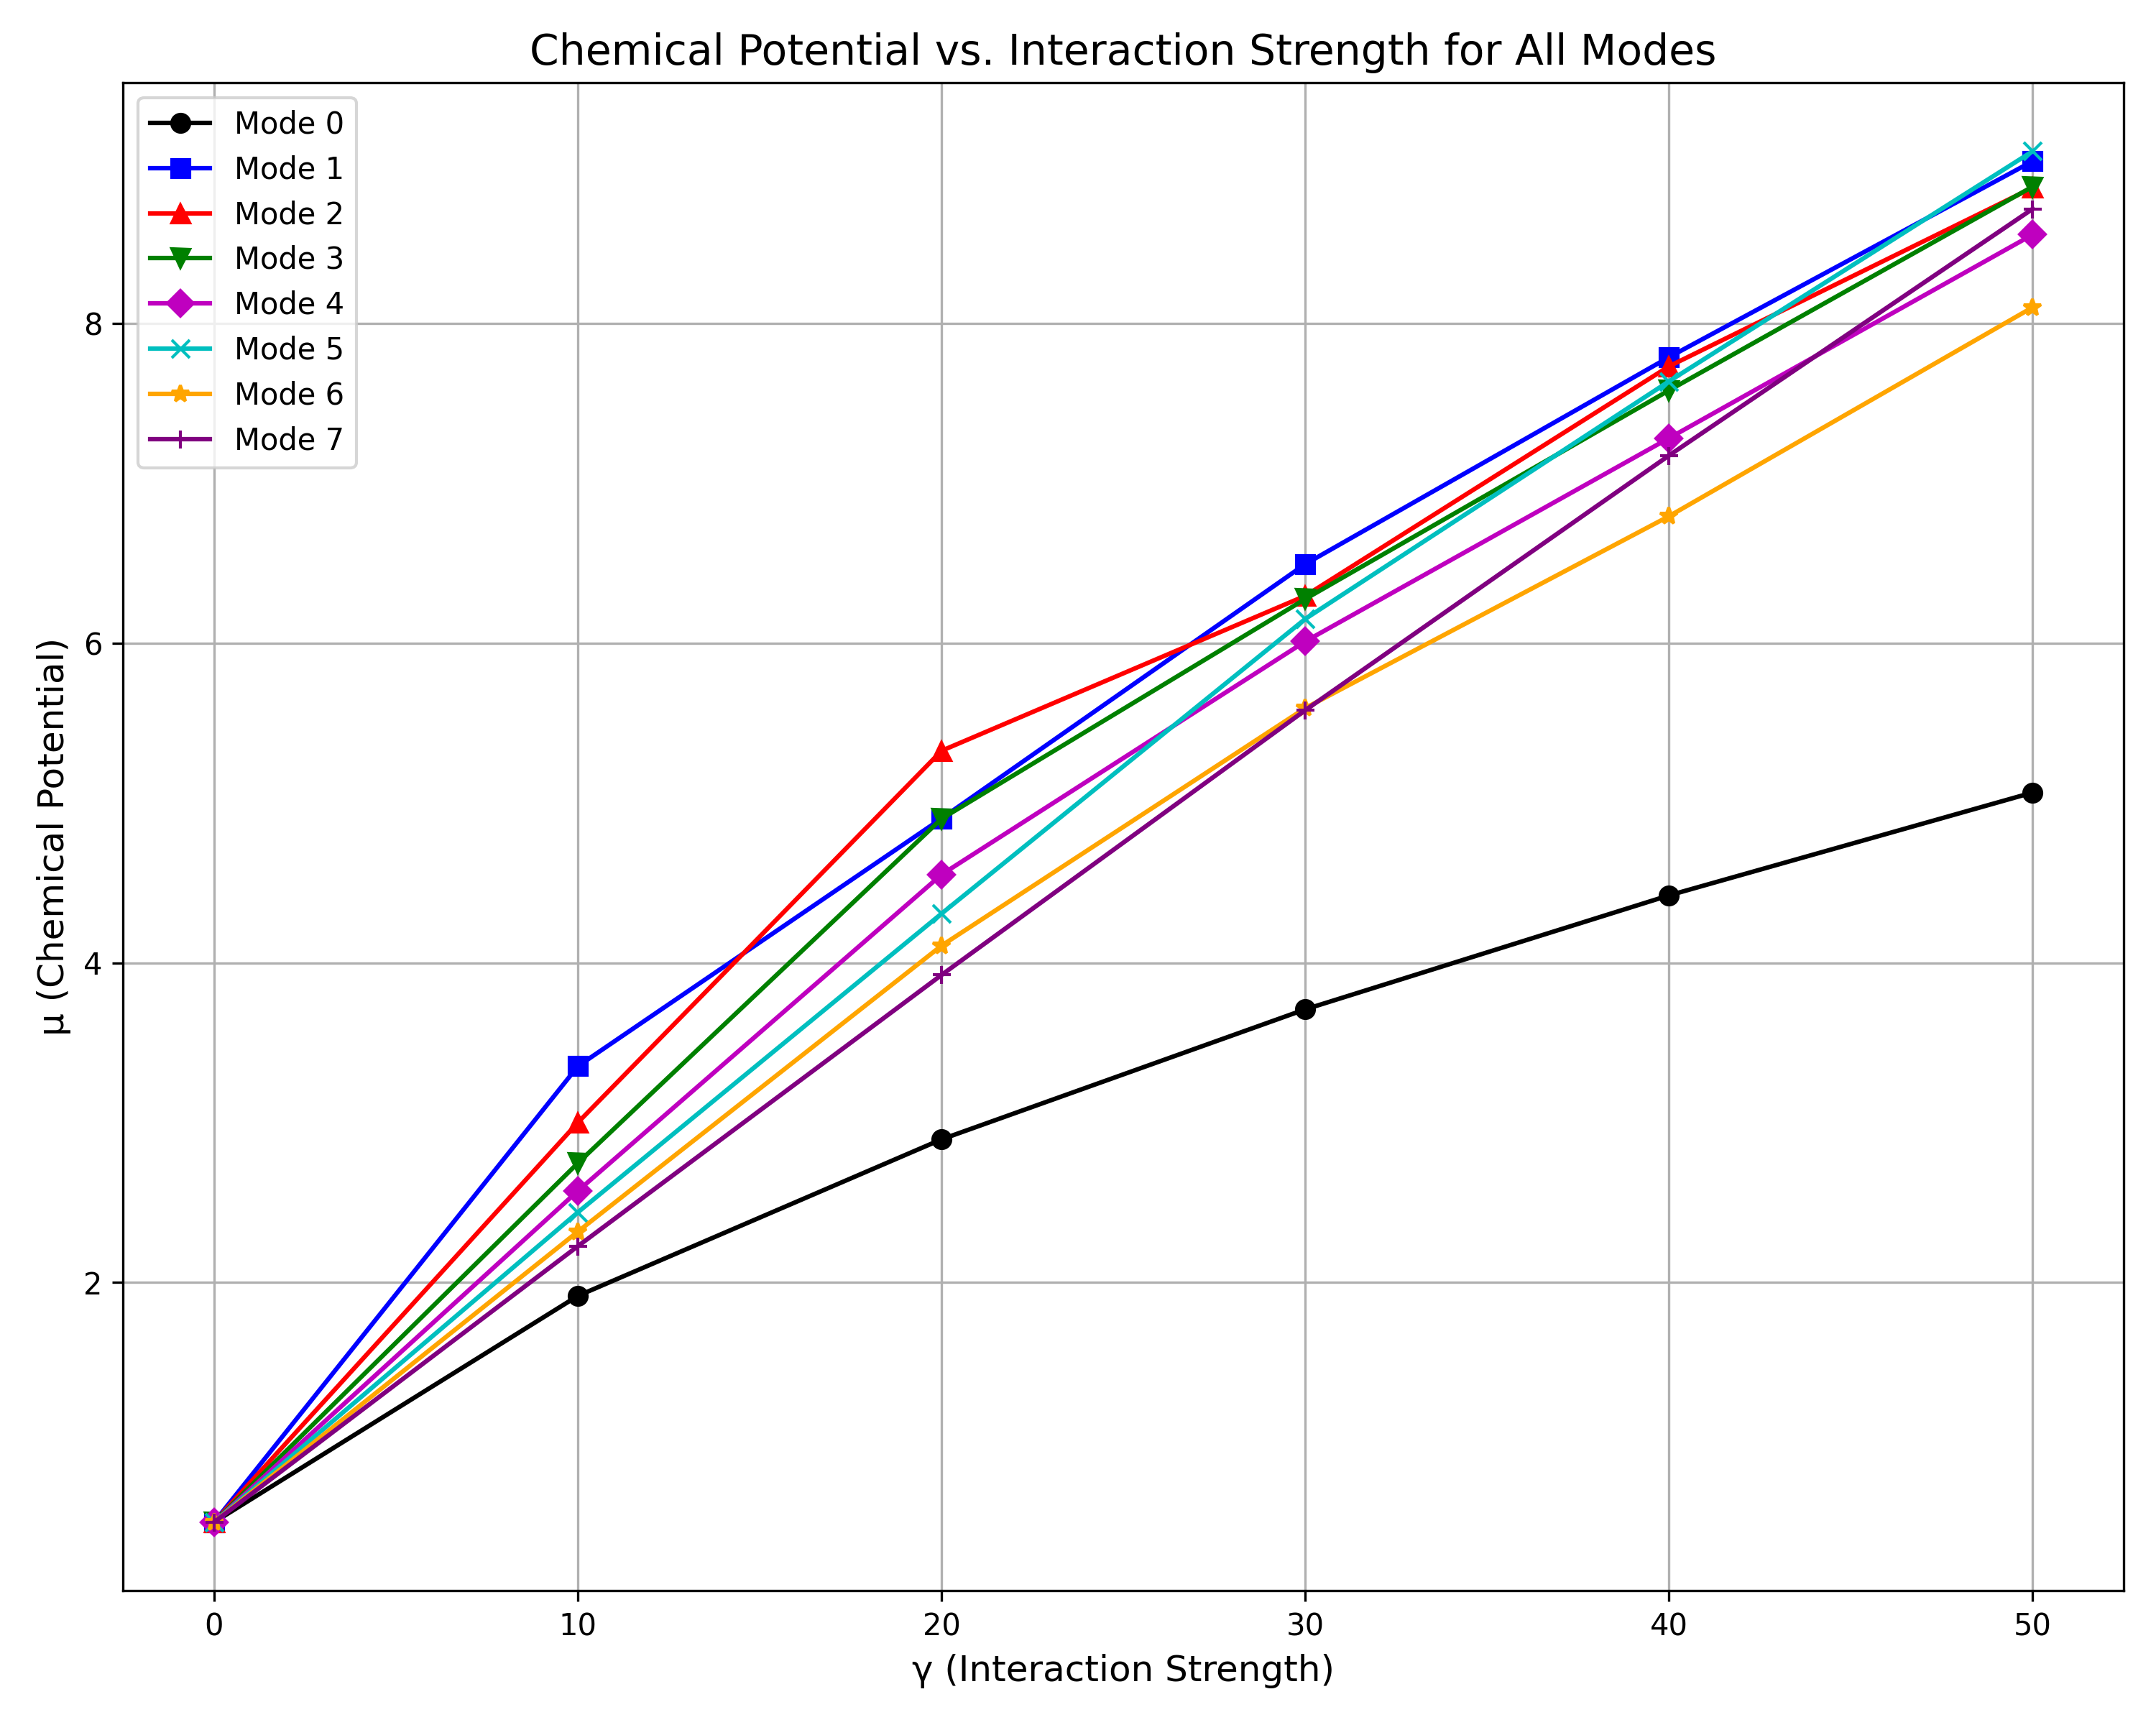 Chemical Potential vs. Interaction Strength for All Modes
Mode 0
Mode 1
Mode 2
Mode 3
Mode 4
Mode 5
Mode 6
Mode 7
8
6
4
2
μ (Chemical Potential)
0 10 20 30 40 50
γ (Interaction Strength)